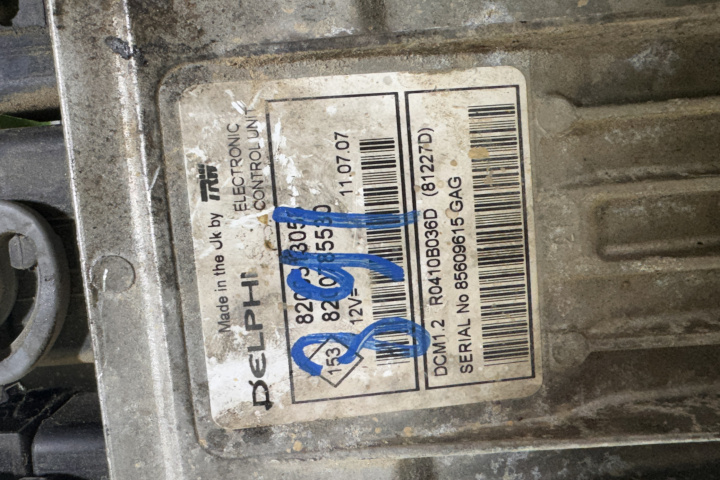 Made in the Uk by TRW
DELPHI
ELECTRONIC
CONTROL UNIT
153
12V= 11.07.07
891
DCM1.2 R0410B036D (81227D)
SERIAL No 85609615 GAG